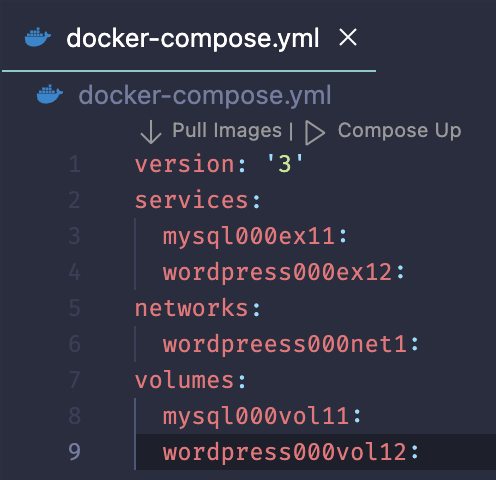 docker-compose.yml ×
docker-compose.yml
Pull Images | Compose Up
1 version: '3'
2 services:
3 mysql000ex11:
4 wordpress000ex12:
5 networks:
6 wordpreess000net1:
7 volumes:
8 mysql000vol11:
9 wordpress000vol12: